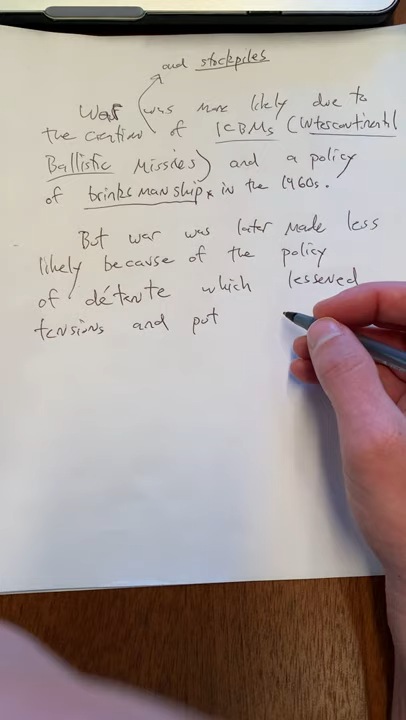 and stockpiles
War was more likely due to
the creation of ICBMs (Intercontinental
Ballistic Missies) and a policy
of brinksmanship in the 1960s.
But war was later made less
likely because of the policy
of détente which lessened
tensions and put